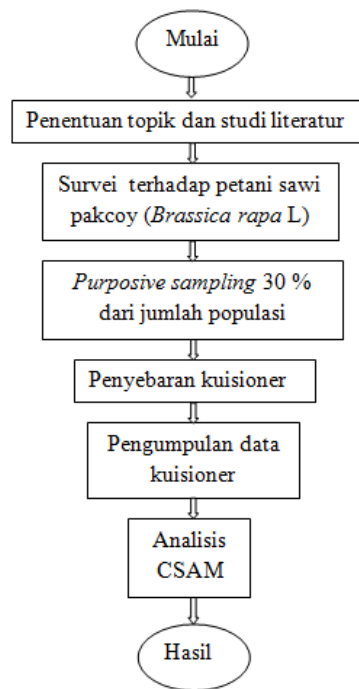 Mulai
Penentuan topik dan studi literatur
Survei terhadap petani sawi
pakcoy (Brassica rapa L)
Purposive sampling 30 %
dari jumlah populasi
Penyebaran kuisioner
Pengumpulan data
kuisioner
Analisis
CSAM
Hasil